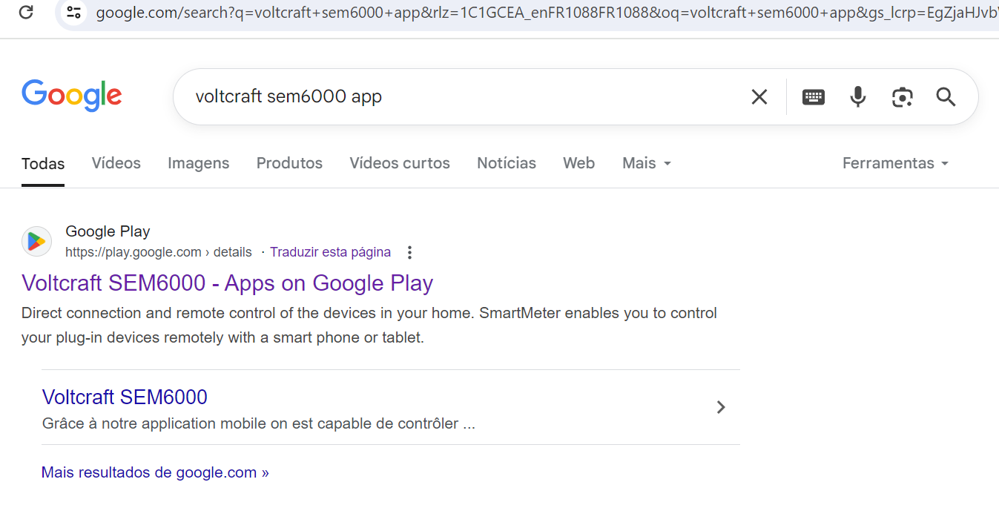 google.com/search?q=voltcraft+sem6000+app&rlz=1C1GCEA_enFR1088FR1088&oq=voltcraft+sem6000+app&gs_lcrp=EgZjaHJvb
Google
voltcraft sem6000 app
Todas Vídeos Imagens Produtos Vídeos curtos Notícias Web Mais Ferramentas
Google Play
https://play.google.com › details · Traduzir esta página
Voltcraft SEM6000 - Apps on Google Play
Direct connection and remote control of the devices in your home. SmartMeter enables you to control
your plug-in devices remotely with a smart phone or tablet.
Voltcraft SEM6000
Grâce à notre application mobile on est capable de contrôler ...
Mais resultados de google.com »